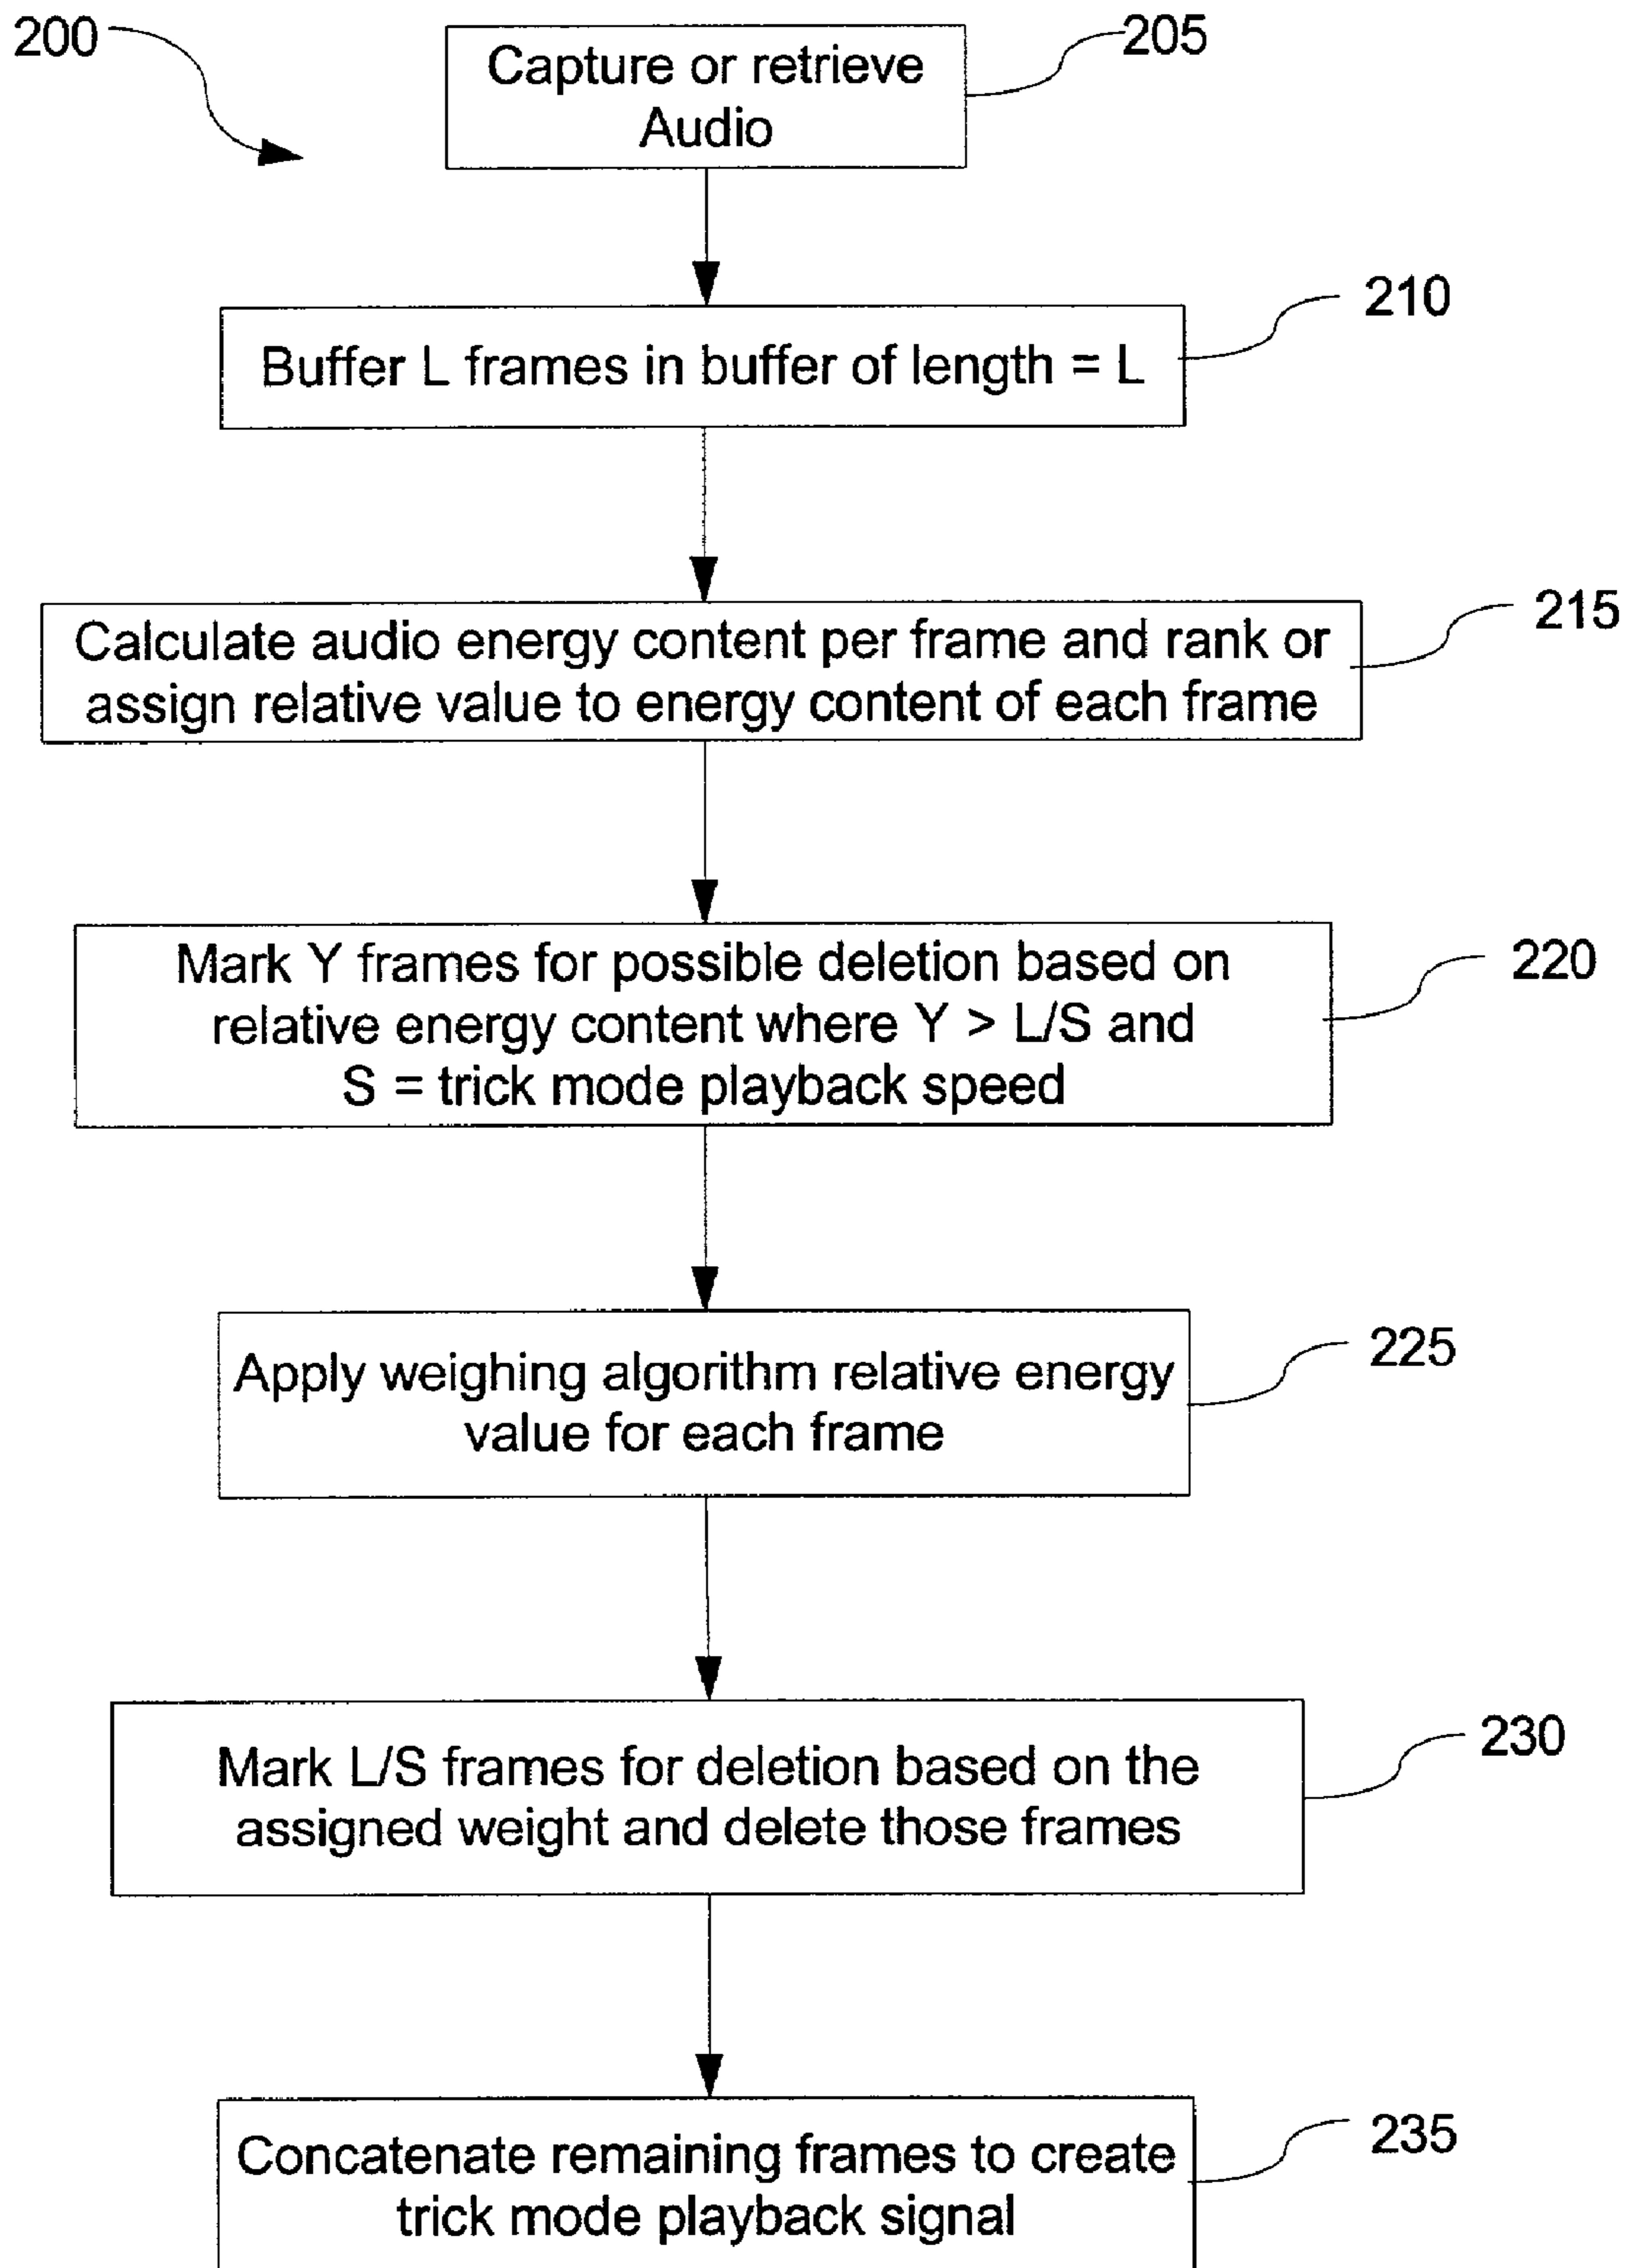 200
Capture or retrieve
Audio
205
Buffer L frames in buffer of length = L
210
Calculate audio energy content per frame and rank or
assign relative value to energy content of each frame
215
Mark Y frames for possible deletion based on
relative energy content where Y > L/S and
S = trick mode playback speed
220
Apply weighing algorithm relative energy
value for each frame
225
Mark L/S frames for deletion based on the
assigned weight and delete those frames
230
Concatenate remaining frames to create
trick mode playback signal
235